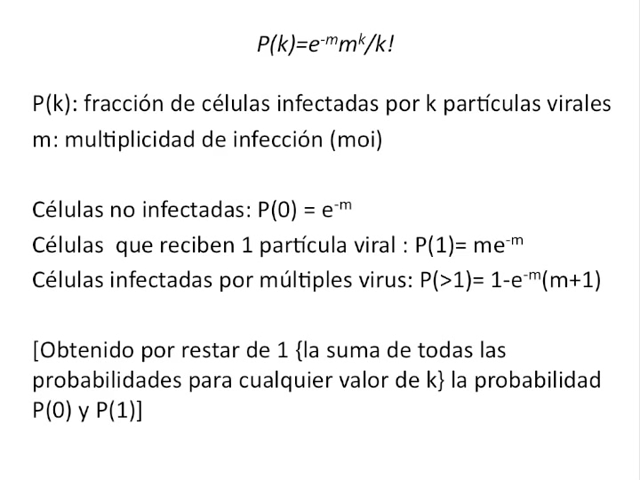 P(k)=e⁻ᵐmᵏ/k!
P(k): fracción de células infectadas por k partículas virales
m: multiplicidad de infección (moi)
Células no infectadas: P(0) = e⁻ᵐ
Células que reciben 1 partícula viral : P(1)= me⁻ᵐ
Células infectadas por múltiples virus: P(>1)= 1-e⁻ᵐ(m+1)
[Obtenido por restar de 1 {la suma de todas las
probabilidades para cualquier valor de k} la probabilidad
P(0) y P(1)]